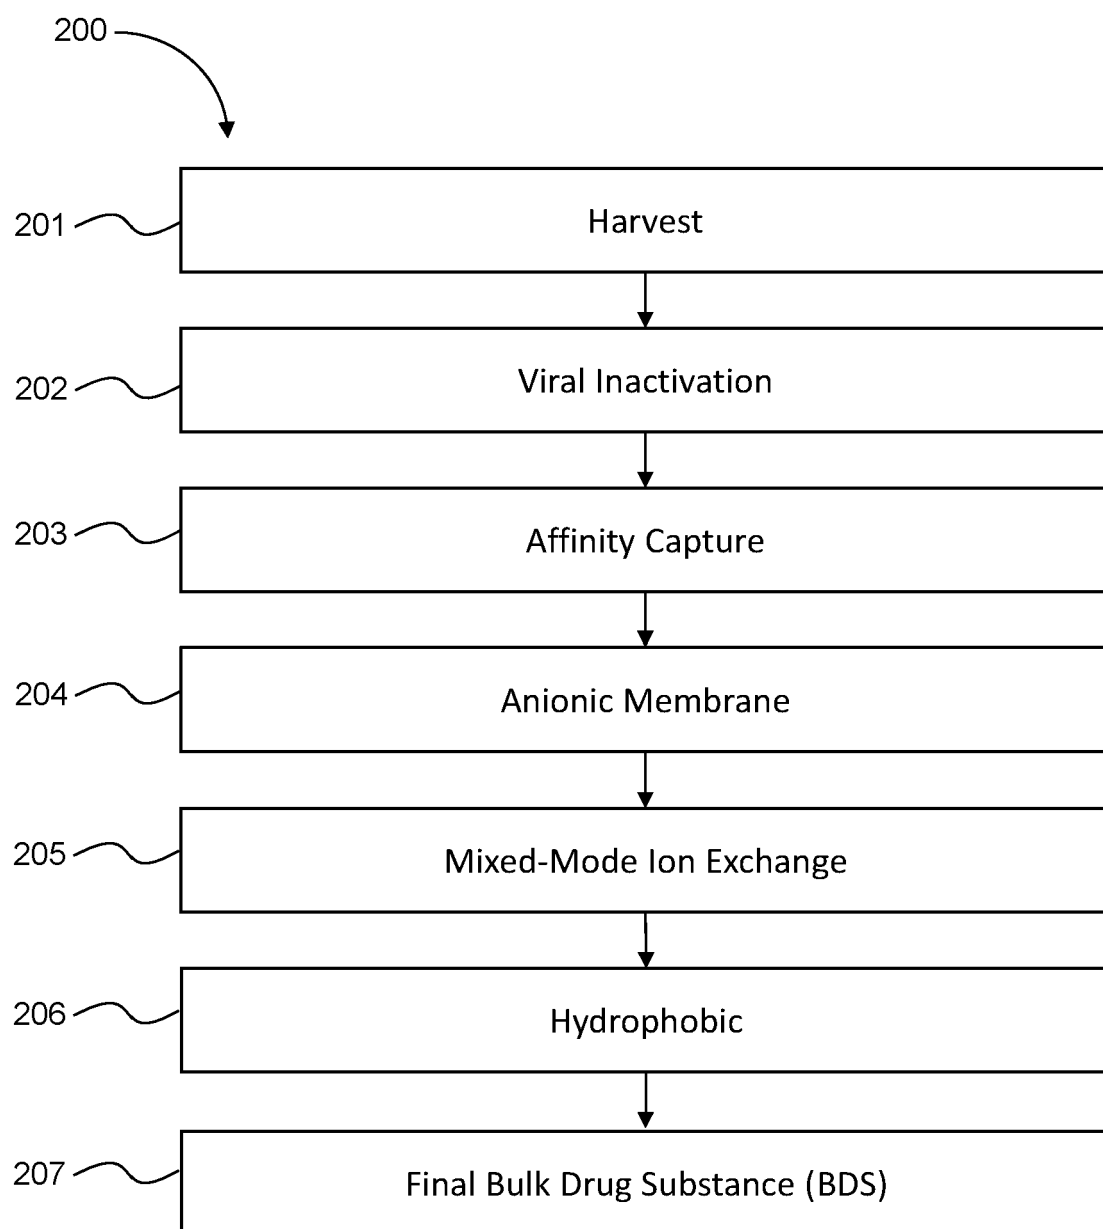 200
201
Harvest
202
Viral Inactivation
203
Affinity Capture
204
Anionic Membrane
205
Mixed-Mode Ion Exchange
206
Hydrophobic
207
Final Bulk Drug Substance (BDS)